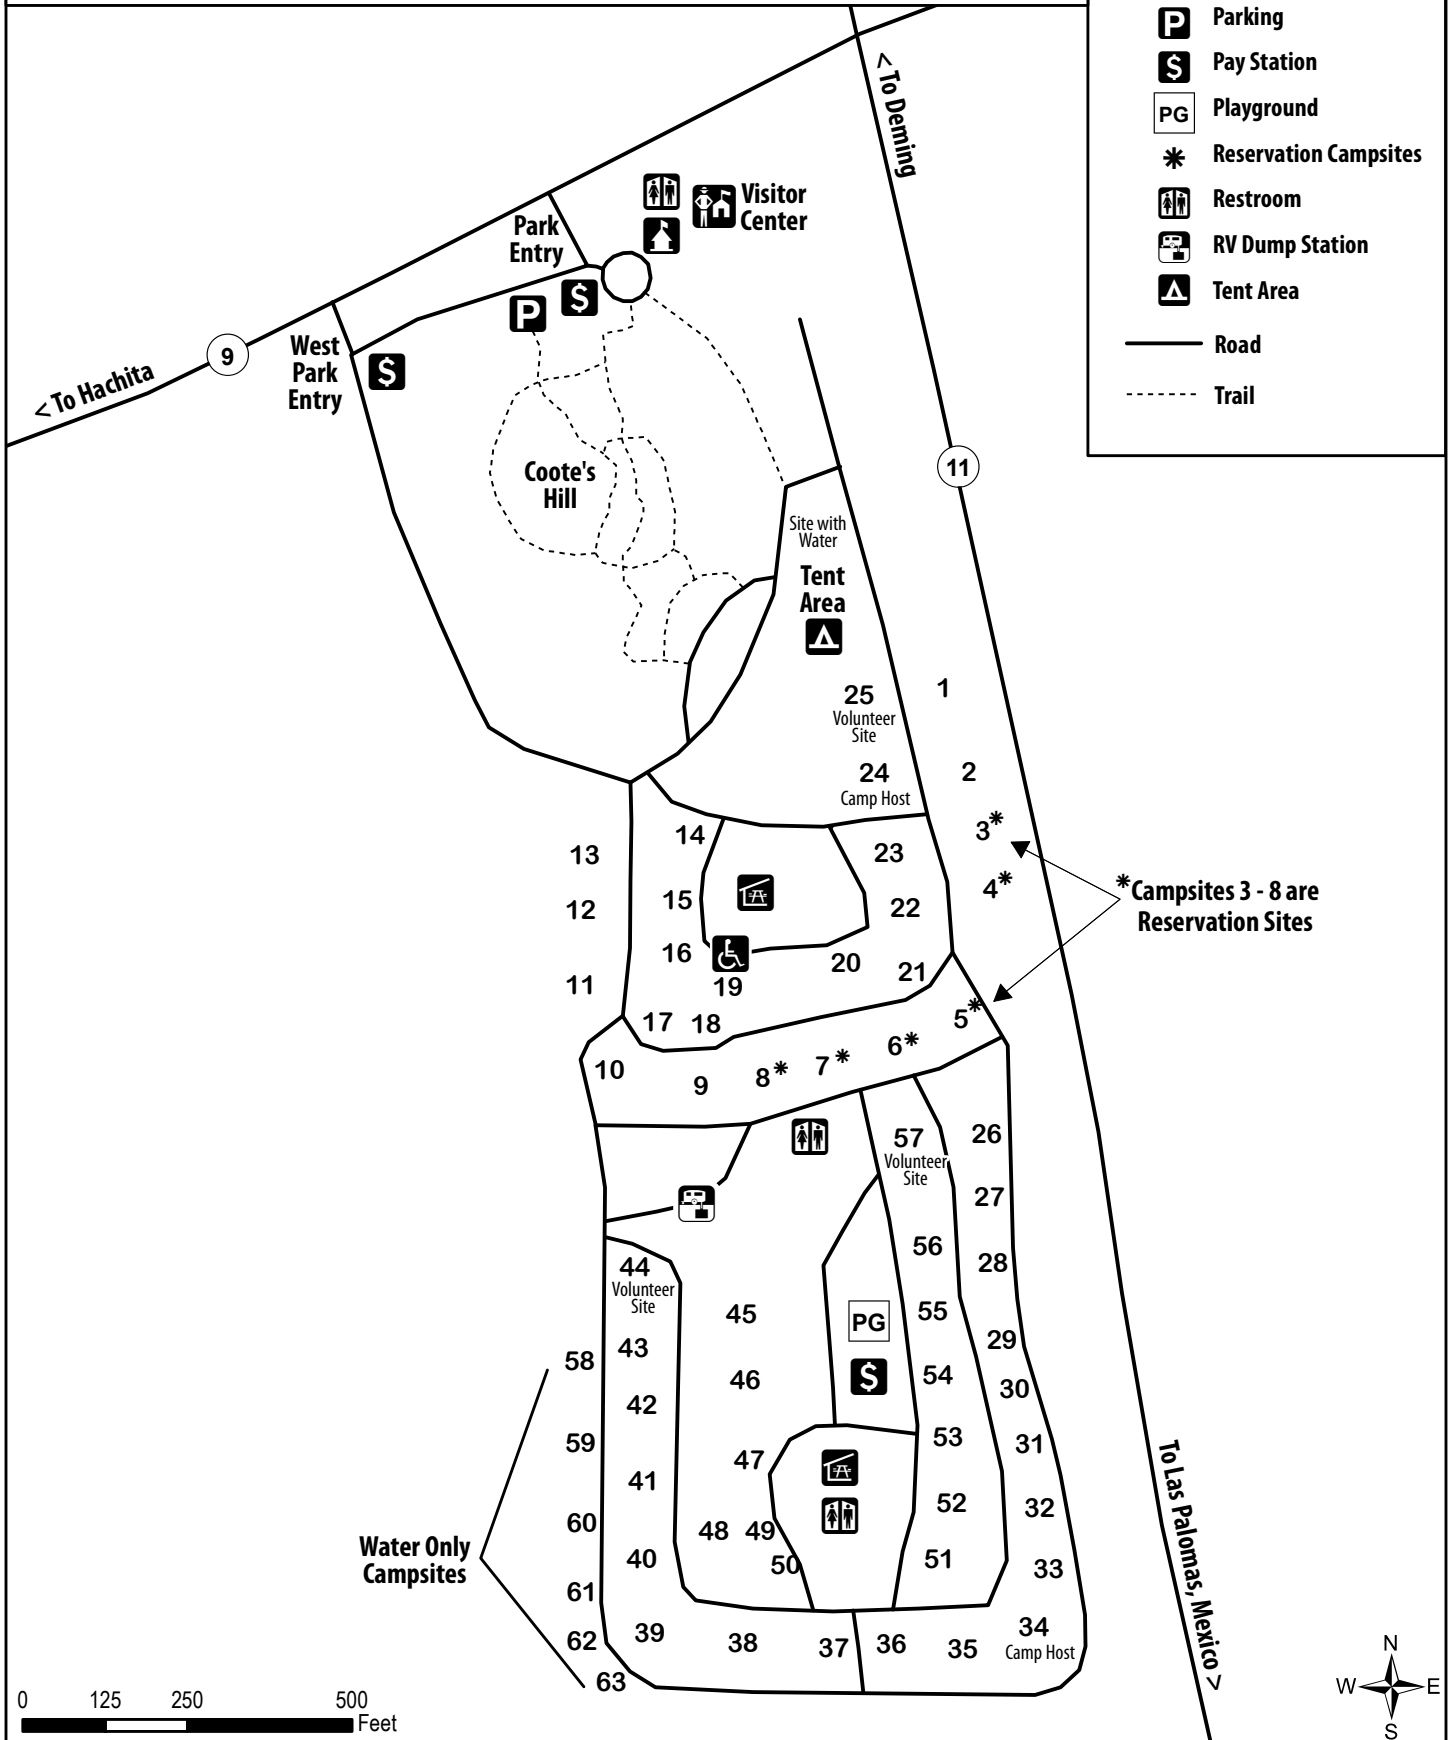 P Parking
$ Pay Station
PG Playground
* Reservation Campsites
Restroom
RV Dump Station
Tent Area
Road
Trail
< To Deming
Visitor
Center
Park
Entry
P
$
West
Park
Entry
$
9
< To Hachita
11
Coote's
Hill
Site with
Water
Tent
Area
25
Volunteer
Site
1
24
Camp Host
2
3*
4*
*Campsites 3 - 8 are
Reservation Sites
13
14
23
12
15
22
16
20
21
11
19
17
18
5*
6*
7*
8*
9
10
57
Volunteer
Site
26
27
56
28
44
Volunteer
Site
45
PG
55
29
58
43
46
$
54
30
42
59
47
53
31
41
60
48
49
52
32
50
40
51
33
Water Only
Campsites
61
62
39
38
37
36
35
34
Camp Host
63
To Las Palomas, Mexico >
0 125 250 500
Feet
N
W E
S